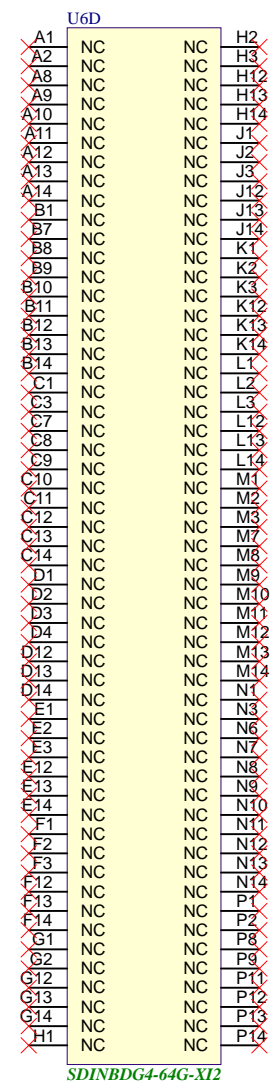 U6D
A1 NC NC H2
A2 NC NC H3
A8 NC NC H12
A9 NC NC H13
A10 NC NC H14
A11 NC NC J1
A12 NC NC J2
A13 NC NC J3
A14 NC NC J12
B1 NC NC J13
B7 NC NC J14
B8 NC NC K1
B9 NC NC K2
B10 NC NC K3
B11 NC NC K12
B12 NC NC K13
B13 NC NC K14
B14 NC NC L1
C1 NC NC L2
C3 NC NC L3
C7 NC NC L12
C8 NC NC L13
C9 NC NC L14
C10 NC NC M1
C11 NC NC M2
C12 NC NC M3
C13 NC NC M7
C14 NC NC M8
D1 NC NC M9
D2 NC NC M10
D3 NC NC M11
D4 NC NC M12
D12 NC NC M13
D13 NC NC M14
D14 NC NC N1
E1 NC NC N3
E2 NC NC N6
E3 NC NC N7
E12 NC NC N8
E13 NC NC N9
E14 NC NC N10
F1 NC NC N11
F2 NC NC N12
F3 NC NC N13
F12 NC NC N14
F13 NC NC P1
F14 NC NC P2
G1 NC NC P8
G2 NC NC P9
G12 NC NC P11
G13 NC NC P12
G14 NC NC P13
H1 NC NC P14
SDINBDG4-64G-XI2